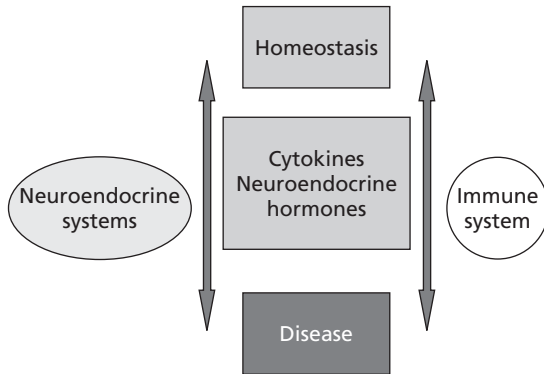 Homeostasis
Cytokines
Neuroendocrine
hormones
Neuroendocrine
systems
Immune
system
Disease